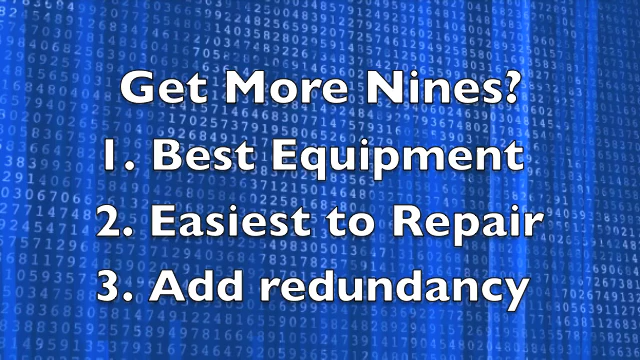 Get More Nines?
1. Best Equipment
2. Easiest to Repair
3. Add redundancy